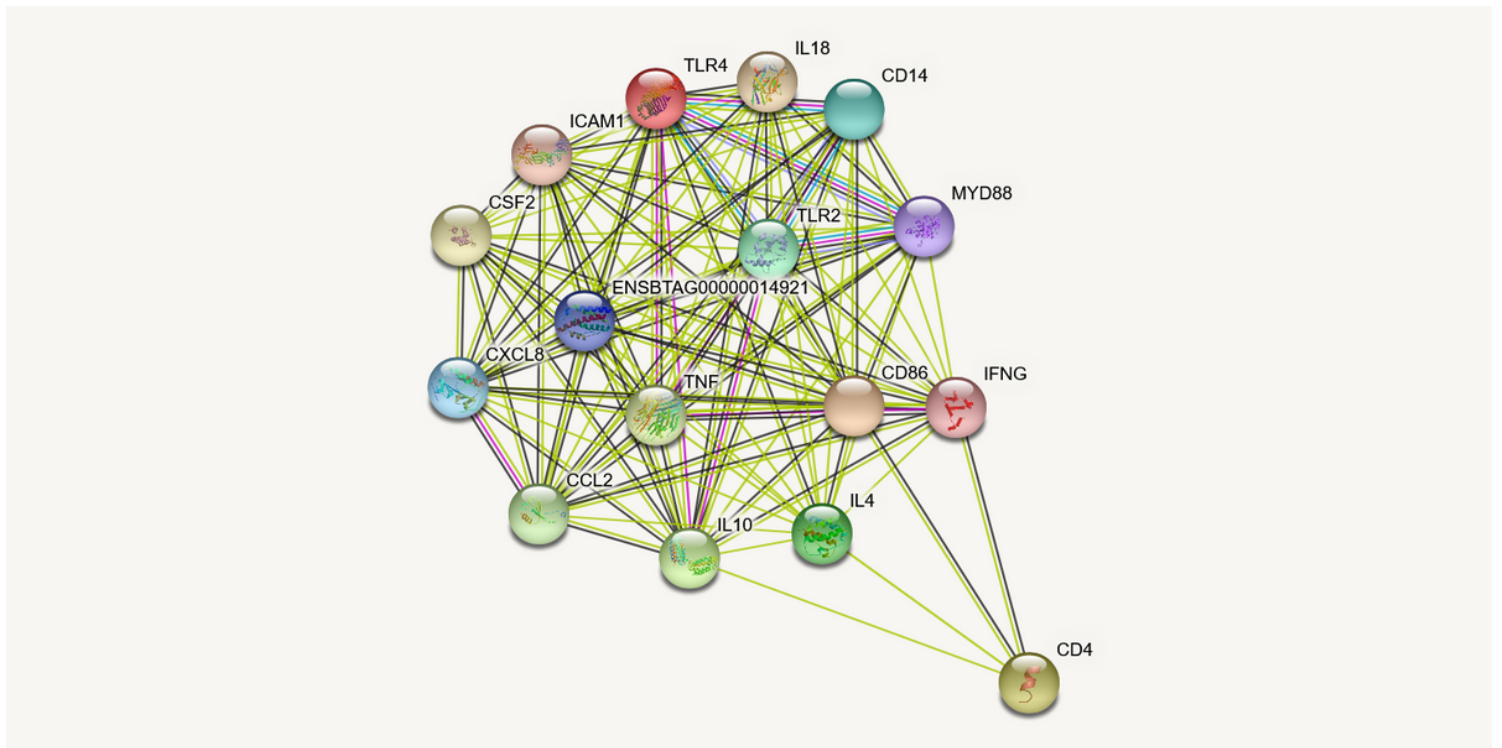 IL18
TLR4
CD14
ICAM1
MYD88
CSF2
TLR2
ENSBTAG00000014921
CXCL8
TNF
CD86
IFNG
CCL2
IL4
IL10
CD4